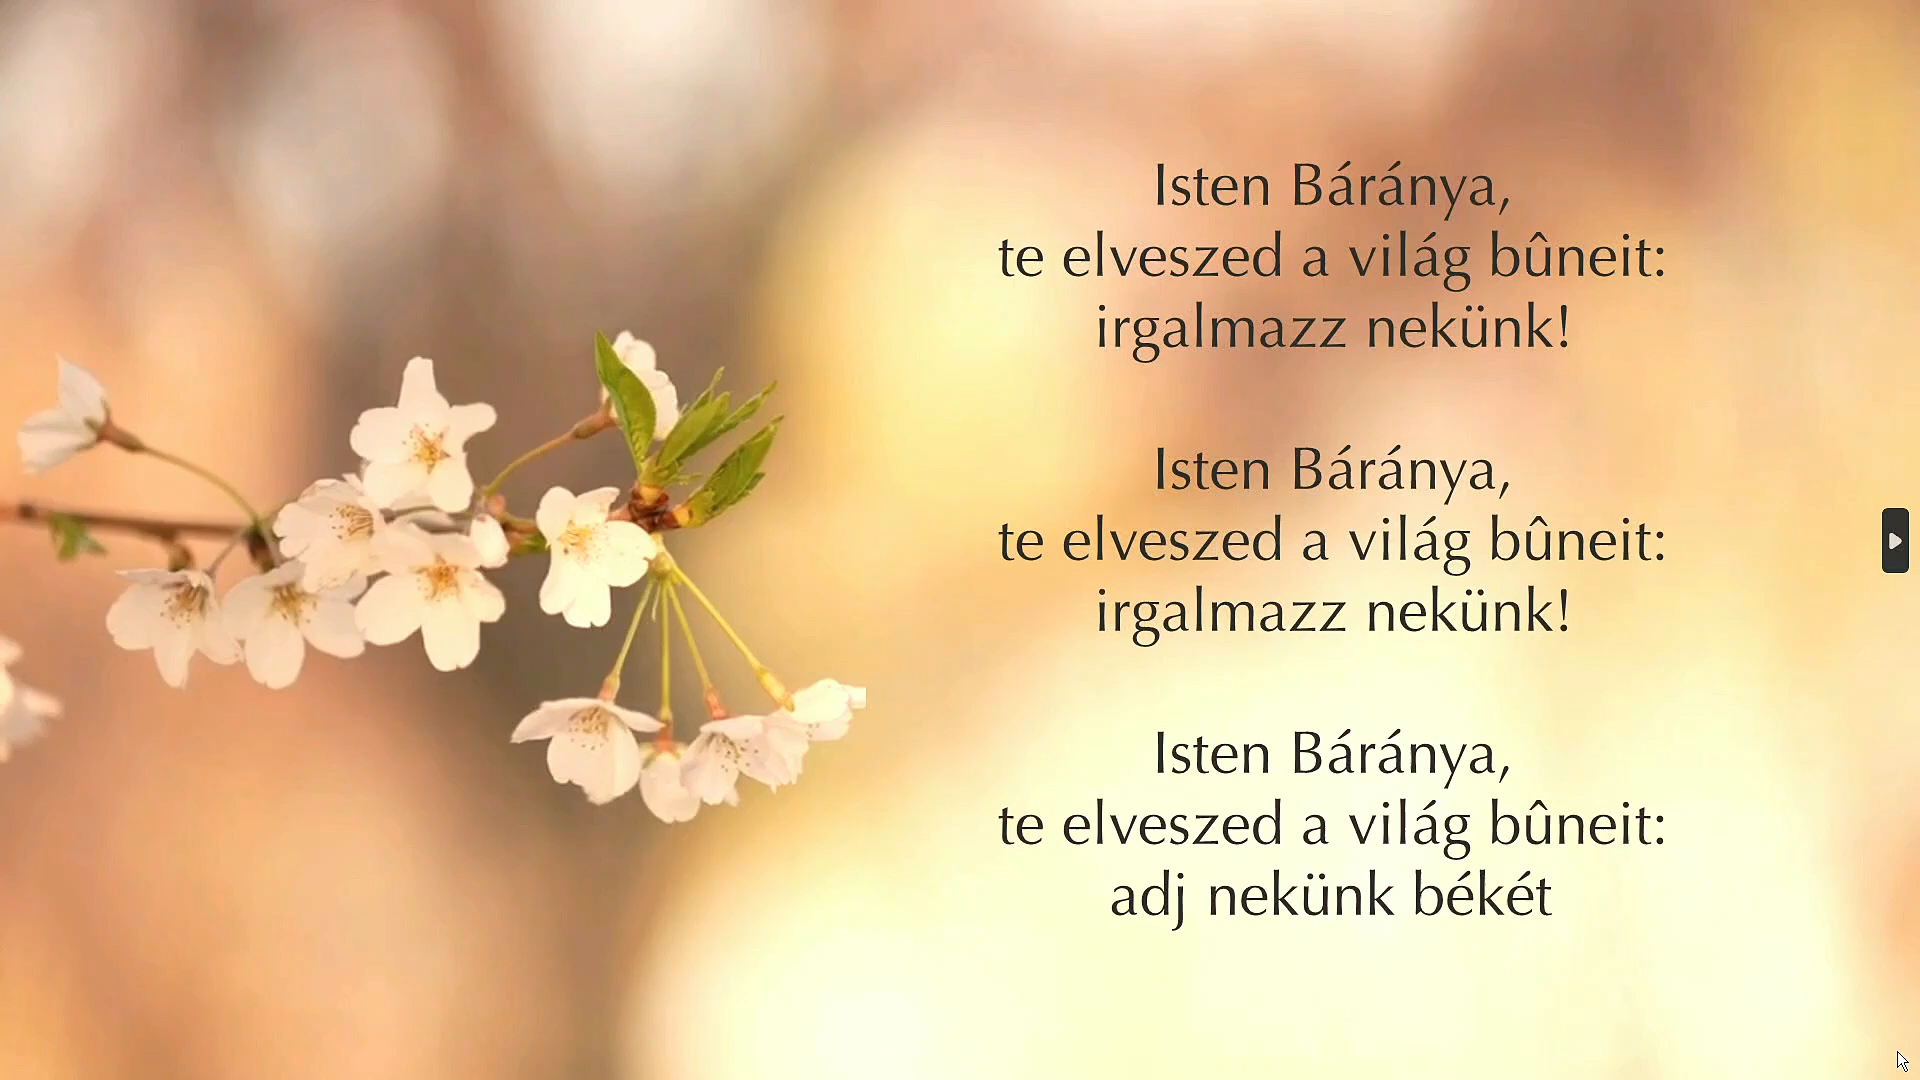 Isten Báránya,
te elveszed a világ bûneit:
irgalmazz nekünk!
Isten Báránya,
te elveszed a világ bûneit:
irgalmazz nekünk!
Isten Báránya,
te elveszed a világ bûneit:
adj nekünk békét